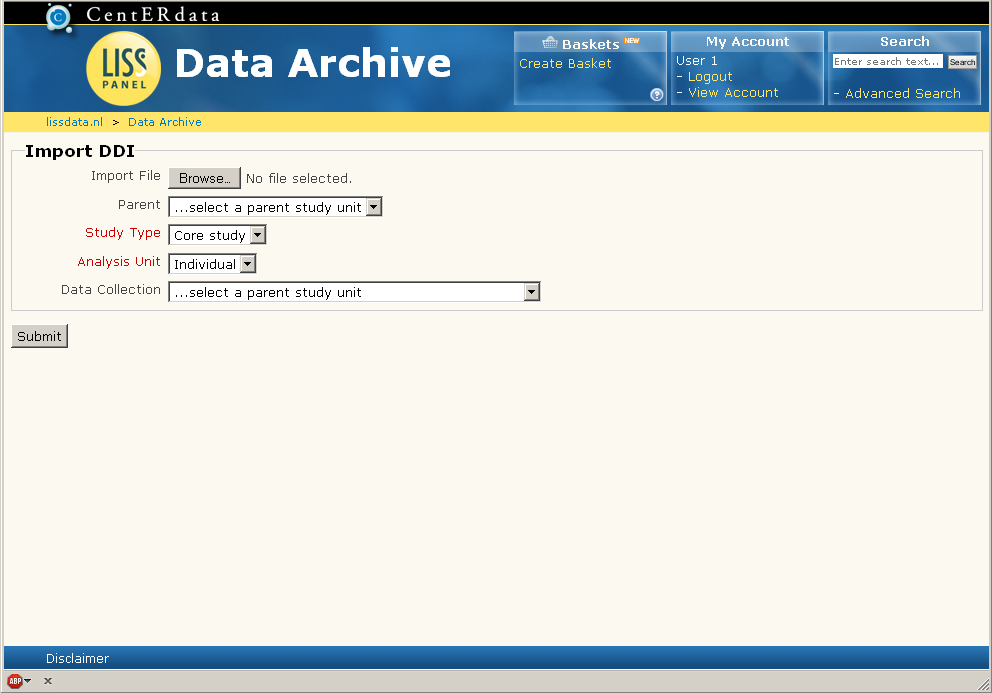 C CentERdata
LISS
PANEL
Data Archive
Baskets NEW
Create Basket
?
My Account
User 1
- Logout
- View Account
Search
Enter search text... Search
- Advanced Search
lissdata.nl > Data Archive
Import DDI
Import File Browse... No file selected.
Parent ...select a parent study unit
Study Type Core study
Analysis Unit Individual
Data Collection ...select a parent study unit
Submit
Disclaimer
ABP x